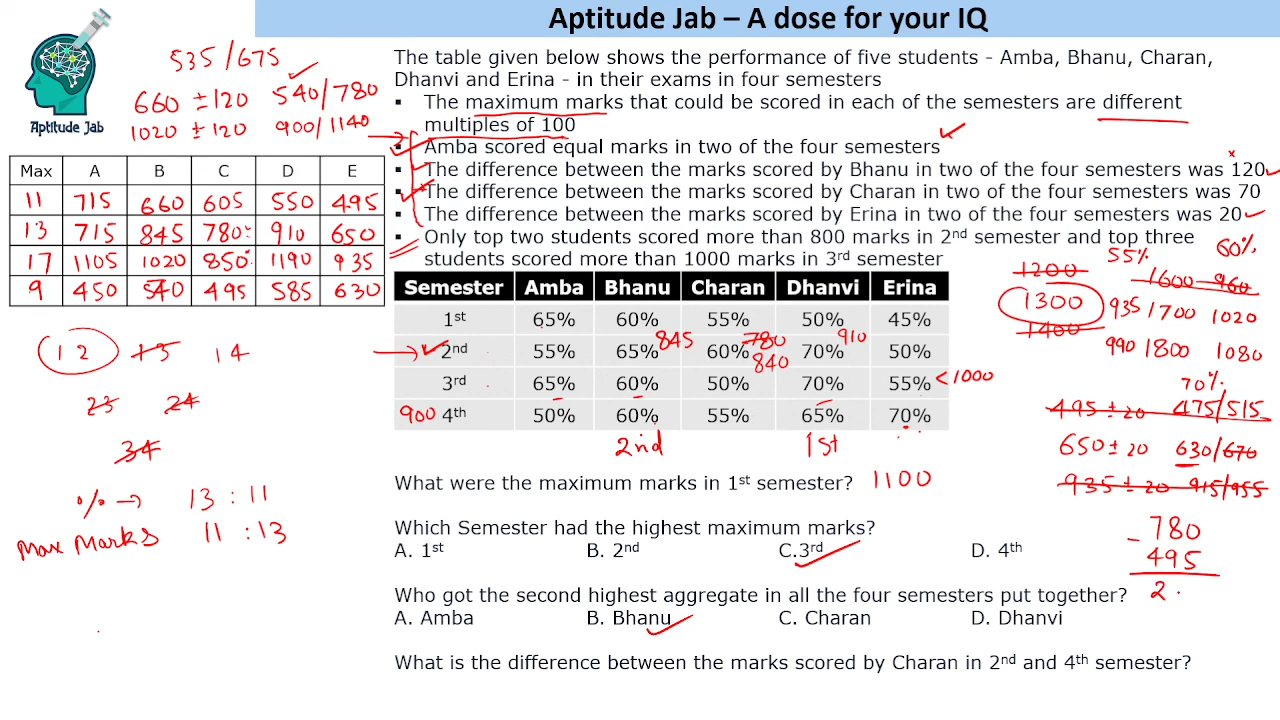 Aptitude Jab – A dose for your IQ
Aptitude Jab
535/675
660 ±120 540/780
1020 ±120 900/1140
The table given below shows the performance of five students - Amba, Bhanu, Charan,
Dhanvi and Erina - in their exams in four semesters
▪ The maximum marks that could be scored in each of the semesters are different
multiples of 100
▪ Amba scored equal marks in two of the four semesters
▪ The difference between the marks scored by Bhanu in two of the four semesters was 120
▪ The difference between the marks scored by Charan in two of the four semesters was 70
▪ The difference between the marks scored by Erina in two of the four semesters was 20
▪ Only top two students scored more than 800 marks in 2nd semester and top three
students scored more than 1000 marks in 3rd semester
Max A B C D E
11 715 660 605 550 495
13 715 845 780 910 650
17 1105 1020 850 1190 935
9 450 540 495 585 630
Semester Amba Bhanu Charan Dhanvi Erina
1st 65% 60% 55% 50% 45%
2nd 55% 65% 845 60% 780 840 70% 910 50%
3rd 65% 60% 50% 70% 55% <1000
900 4th 50% 60% 55% 65% 70%
2nd 1st
12 13 14
23 24
34
% → 13 : 11
Max Marks 11 : 13
55% 60%
1200 1600 960
1300 935/1700 1020
1400 990 1800 1080
70%
495 ± 20 475/515
650 ± 20 630/670
935 ± 20 915/955
What were the maximum marks in 1st semester? 1100
Which Semester had the highest maximum marks?
A. 1st B. 2nd C.3rd D. 4th
Who got the second highest aggregate in all the four semesters put together?
A. Amba B. Bhanu C. Charan D. Dhanvi
What is the difference between the marks scored by Charan in 2nd and 4th semester?
780
- 495
2